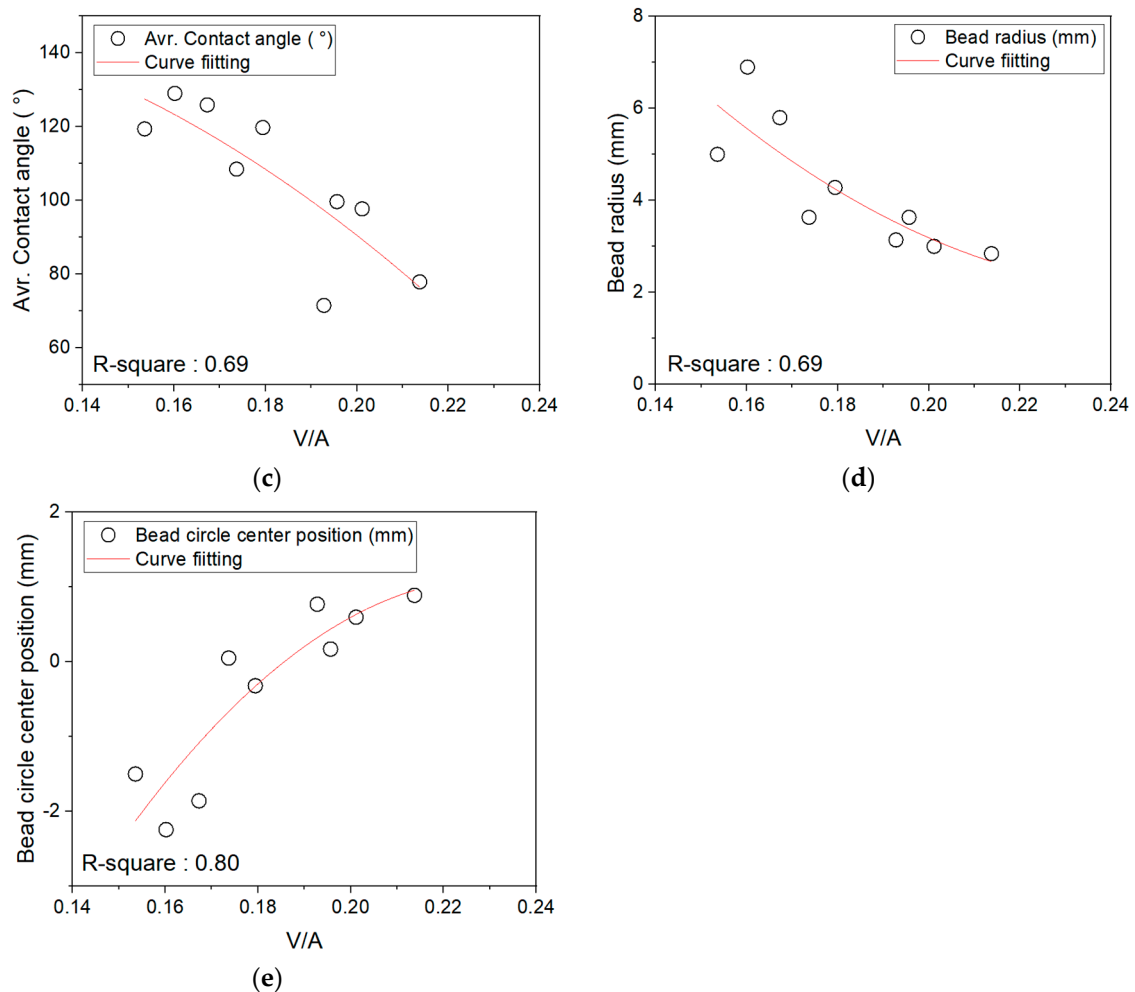 Avr. Contact angle ( °)
Curve fiitting
140
120
100
80
60
Avr. Contact angle ( °)
R-square : 0.69
0.14 0.16 0.18 0.20 0.22 0.24
V/A
(c)
Bead radius (mm)
Curve fiitting
8
6
4
2
0
Bead radius (mm)
R-square : 0.69
0.14 0.16 0.18 0.20 0.22 0.24
V/A
(d)
Bead circle center position (mm)
Curve fiitting
2
0
-2
Bead circle center position (mm)
R-square : 0.80
0.14 0.16 0.18 0.20 0.22 0.24
V/A
(e)